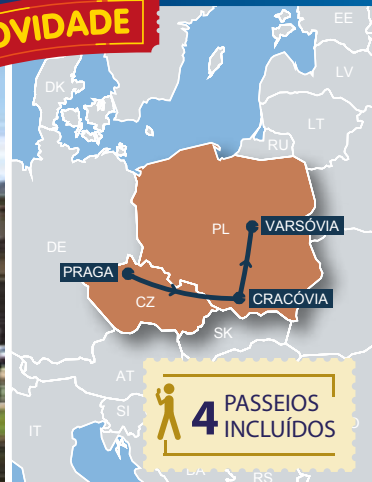 OVIDADE
EE
LV
DK
LT
RU
DE
PL
VARSÓVIA
PRAGA
CZ
CRACÓVIA
SK
AT
4 PASSEIOS
INCLUÍDOS
SI
IT
RS